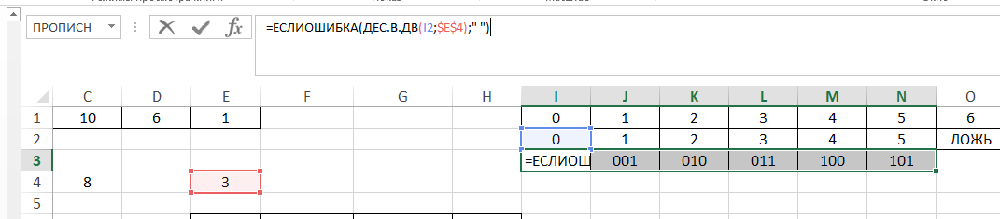 ПРОПИСН =ЕСЛИОШИБКА(ДЕС.В.ДВ(I2;$E$4);" ")
C D E F G H I J K L M N O
1 10 6 1 0 1 2 3 4 5 6
2 0 1 2 3 4 5 ЛОЖЬ
3 =ЕСЛИОШ 001 010 011 100 101
4 8 3
5